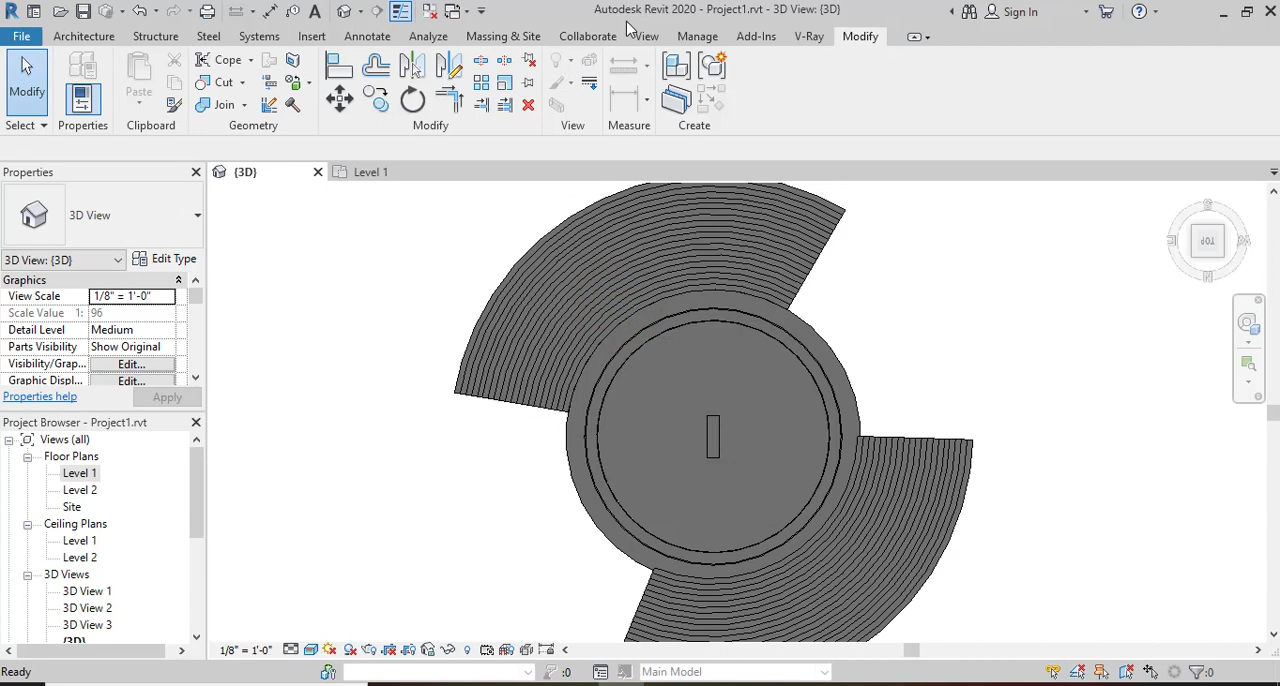 Autodesk Revit 2020 - Project1.rvt - 3D View: {3D}
Sign In
File Architecture Structure Steel Systems Insert Annotate Analyze Massing & Site Collaborate View Manage Add-Ins V-Ray Modify
Modify
Paste
Cope
Cut
Join
Select Properties Clipboard Geometry Modify View Measure Create
Properties
{3D}
Level 1
3D View
3D View: {3D}
Edit Type
Graphics
View Scale 1/8" = 1'-0"
Scale Value 1: 96
Detail Level Medium
Parts Visibility Show Original
Visibility/Grap... Edit...
Graphic Displ... Edit...
Properties help
Apply
Project Browser - Project1.rvt
Views (all)
Floor Plans
Level 1
Level 2
Site
Ceiling Plans
Level 1
Level 2
3D Views
3D View 1
3D View 2
3D View 3
{3D}
TOP
1/8" = 1'-0"
Ready
:0
Main Model
:0